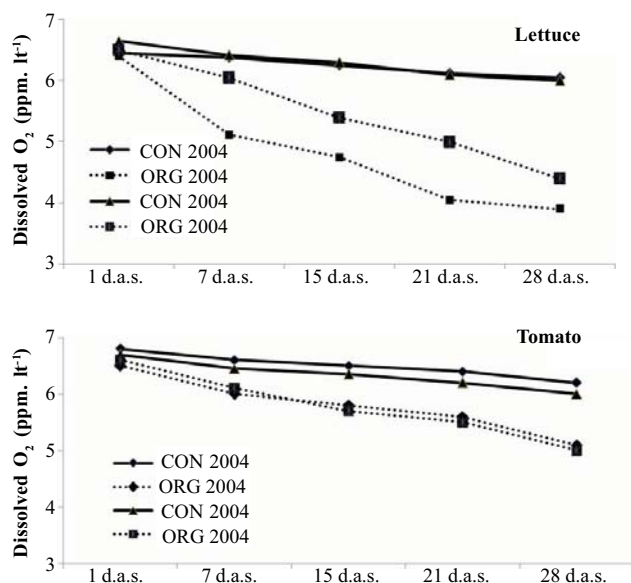 Lettuce
Dissolved O₂ (ppm. lt⁻¹)
7
6
5
4
3
CON 2004
ORG 2004
CON 2004
ORG 2004
1 d.a.s. 7 d.a.s. 15 d.a.s. 21 d.a.s. 28 d.a.s.
Tomato
Dissolved O₂ (ppm. lt⁻¹)
7
6
5
4
3
CON 2004
ORG 2004
CON 2004
ORG 2004
1 d.a.s. 7 d.a.s. 15 d.a.s. 21 d.a.s. 28 d.a.s.